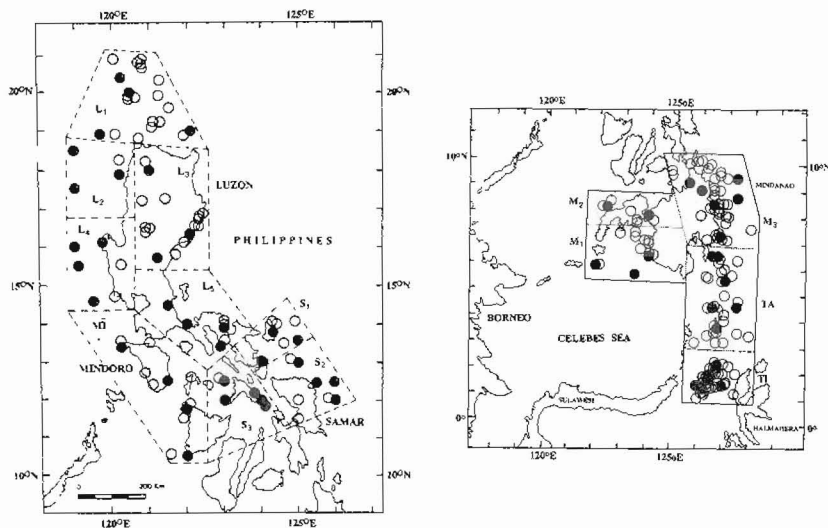 120°E 125°E
20°N 20°N
L1
L3
LUZON
L2
L4
PHILIPPINES
15°N 15°N
L5
S1
MI
MINDORO
S2
SAMAR
S3
10°N 10°N
0 200 Km
120°E 125°E
120°E 125°E
10°N 10°N
MINDANAO
M2
M3
M1
BORNEO
CELEBES SEA
TA
TI
SULAWESI
HALMAHERA
0° 0°
120°E 125°E